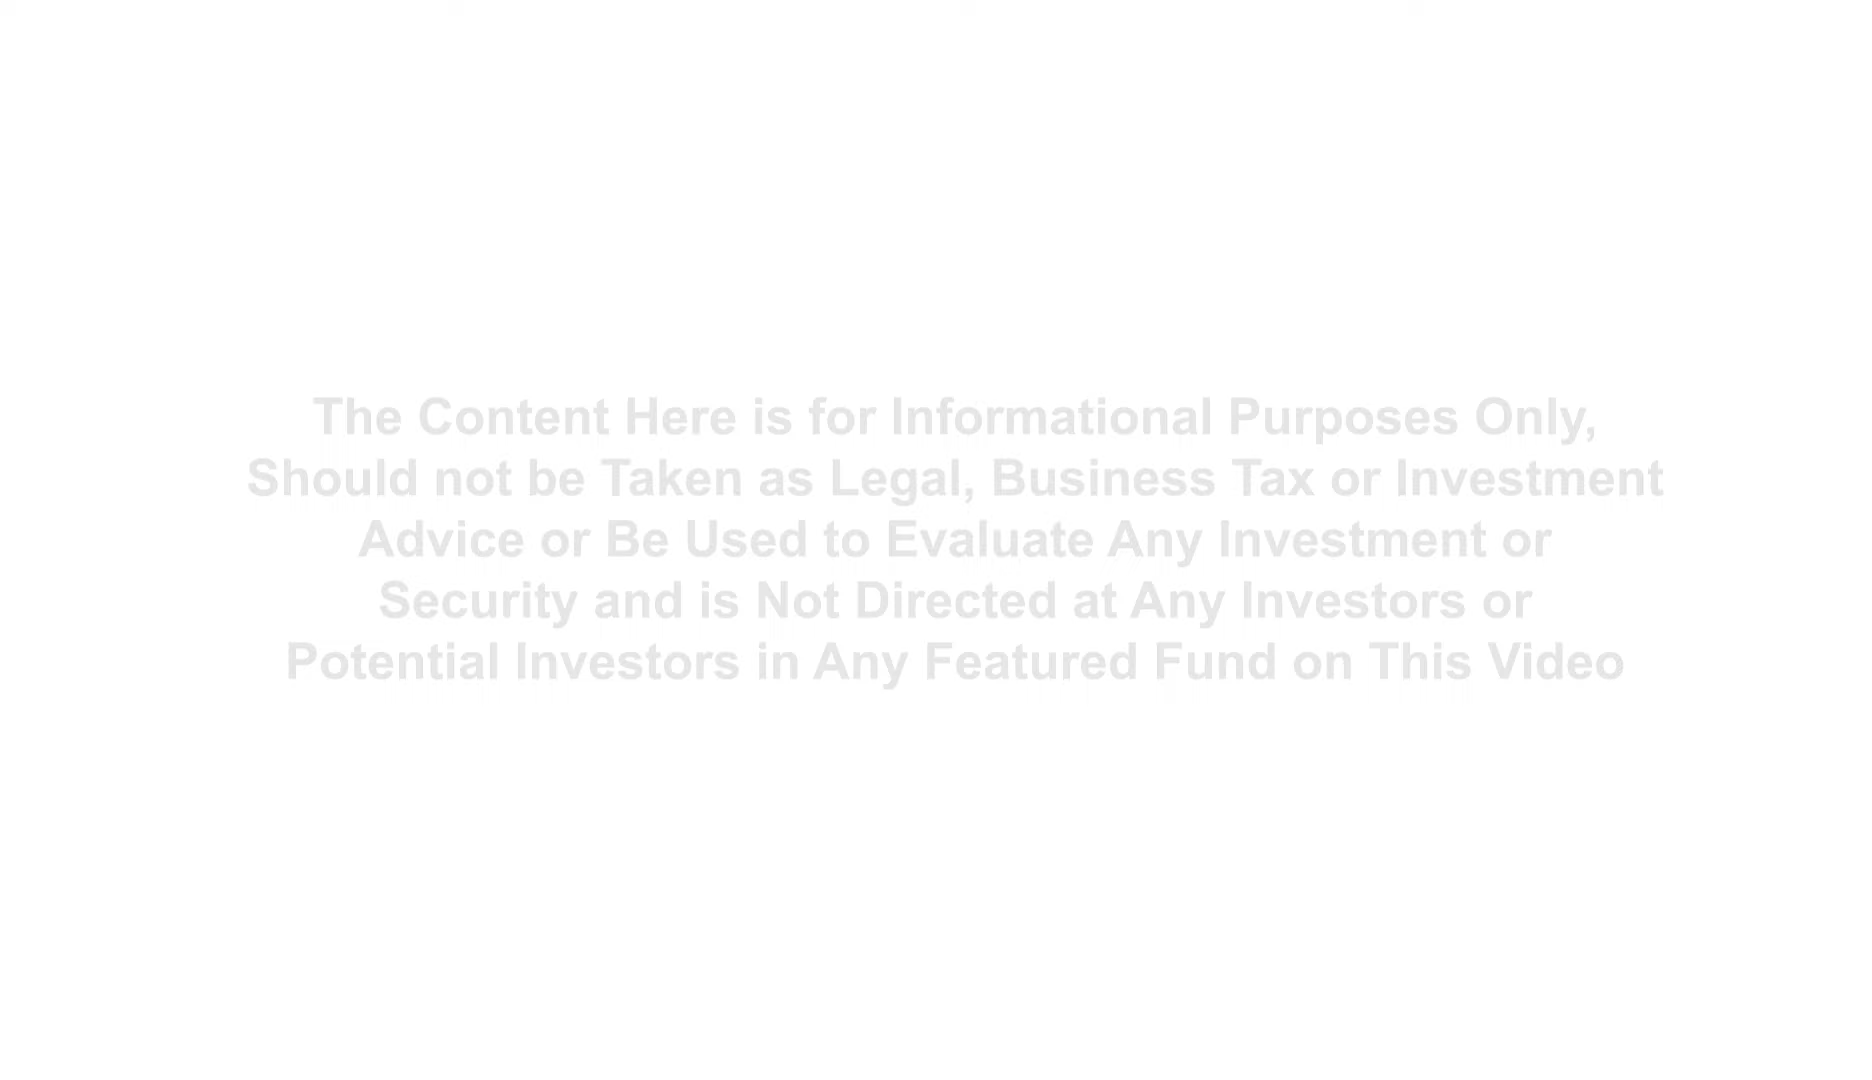 The Content Here is for Informational Purposes Only,
Should not be Taken as Legal, Business Tax or Investment
Advice or Be Used to Evaluate Any Investment or
Security and is Not Directed at Any Investors or
Potential Investors in Any Featured Fund on This Video